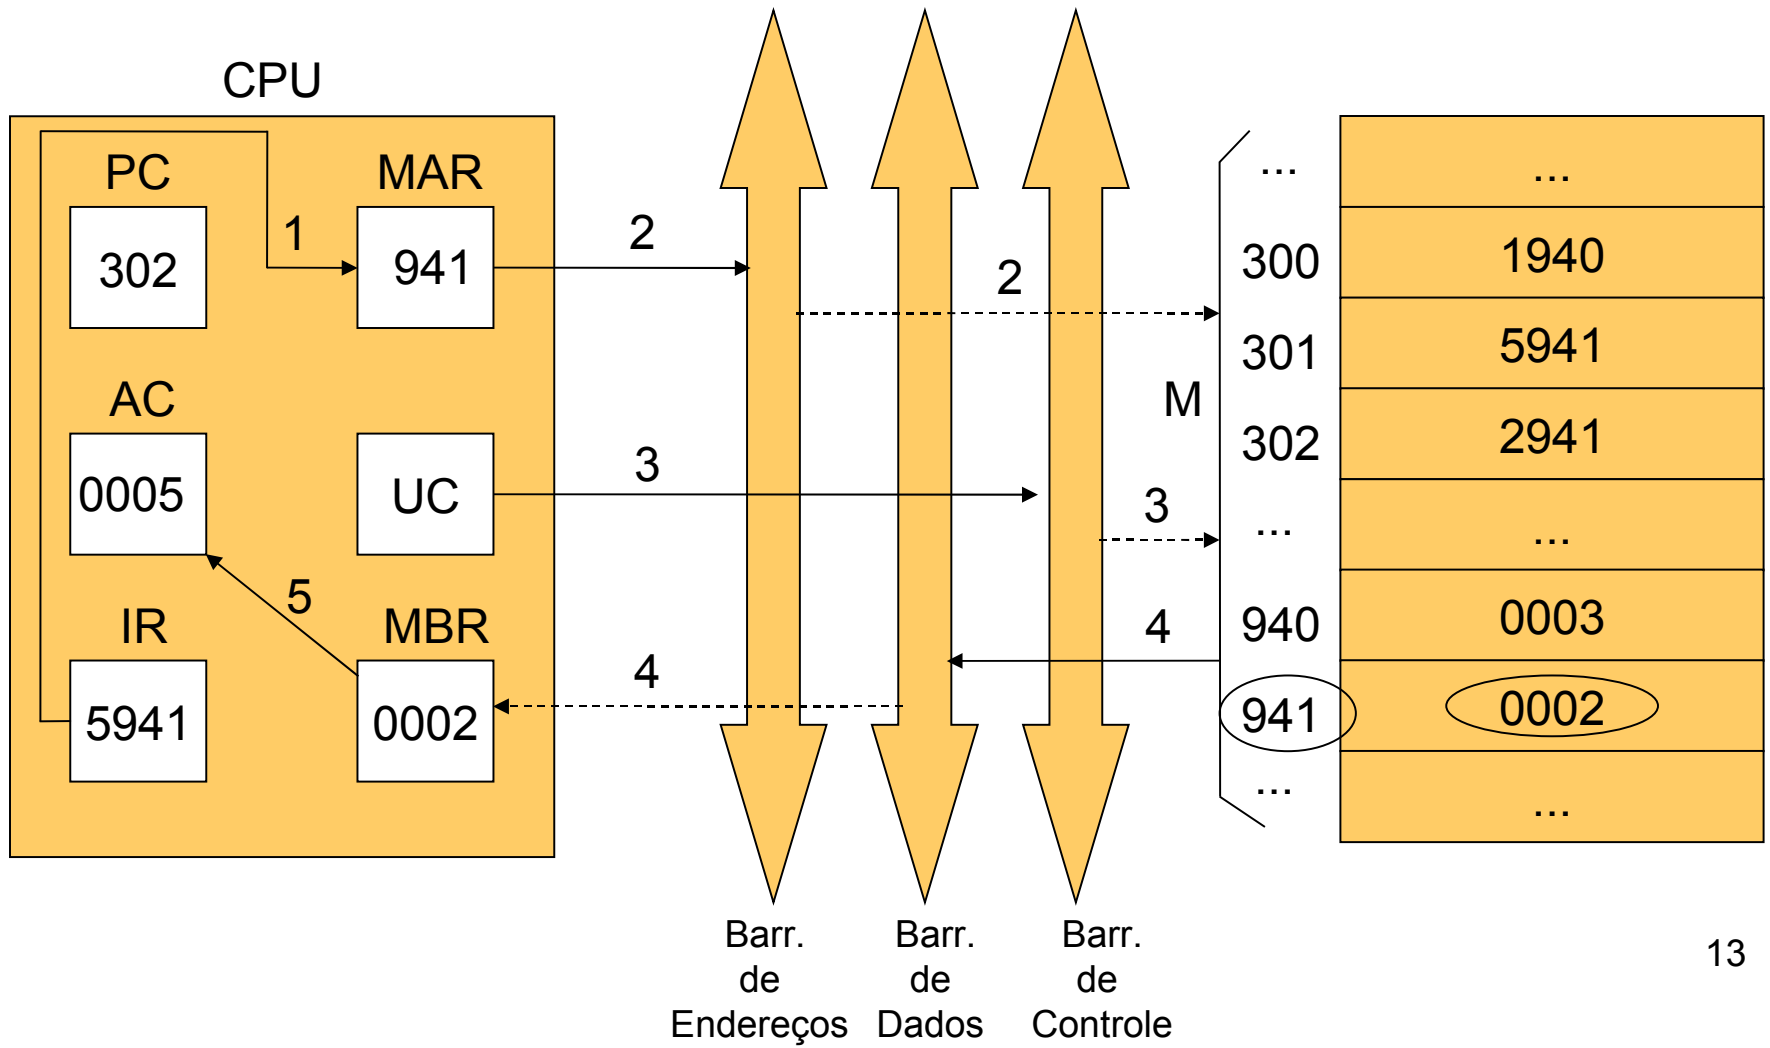 CPU
PC
302
MAR
941
1
2
2
AC
0005
UC
3
3
IR
5941
5
MBR
0002
4
4
M
...
300
301
302
...
940
941
...
...
1940
5941
2941
...
0003
0002
...
Barr.
de
Endereços
Barr.
de
Dados
Barr.
de
Controle
13